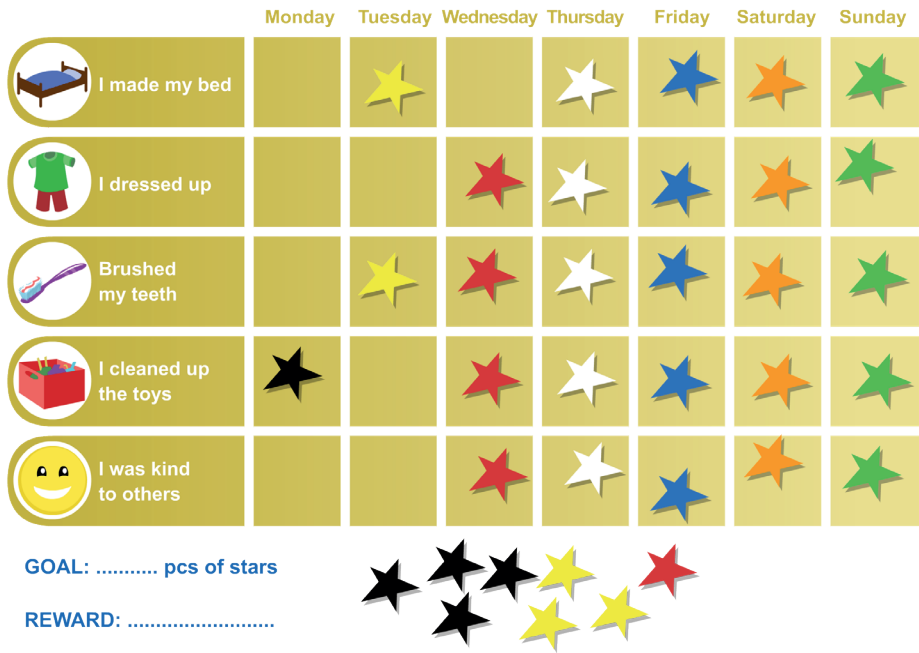 Monday Tuesday Wednesday Thursday Friday Saturday Sunday
I made my bed
I dressed up
Brushed
my teeth
I cleaned up
the toys
I was kind
to others
GOAL: ........... pcs of stars
REWARD: ..........................